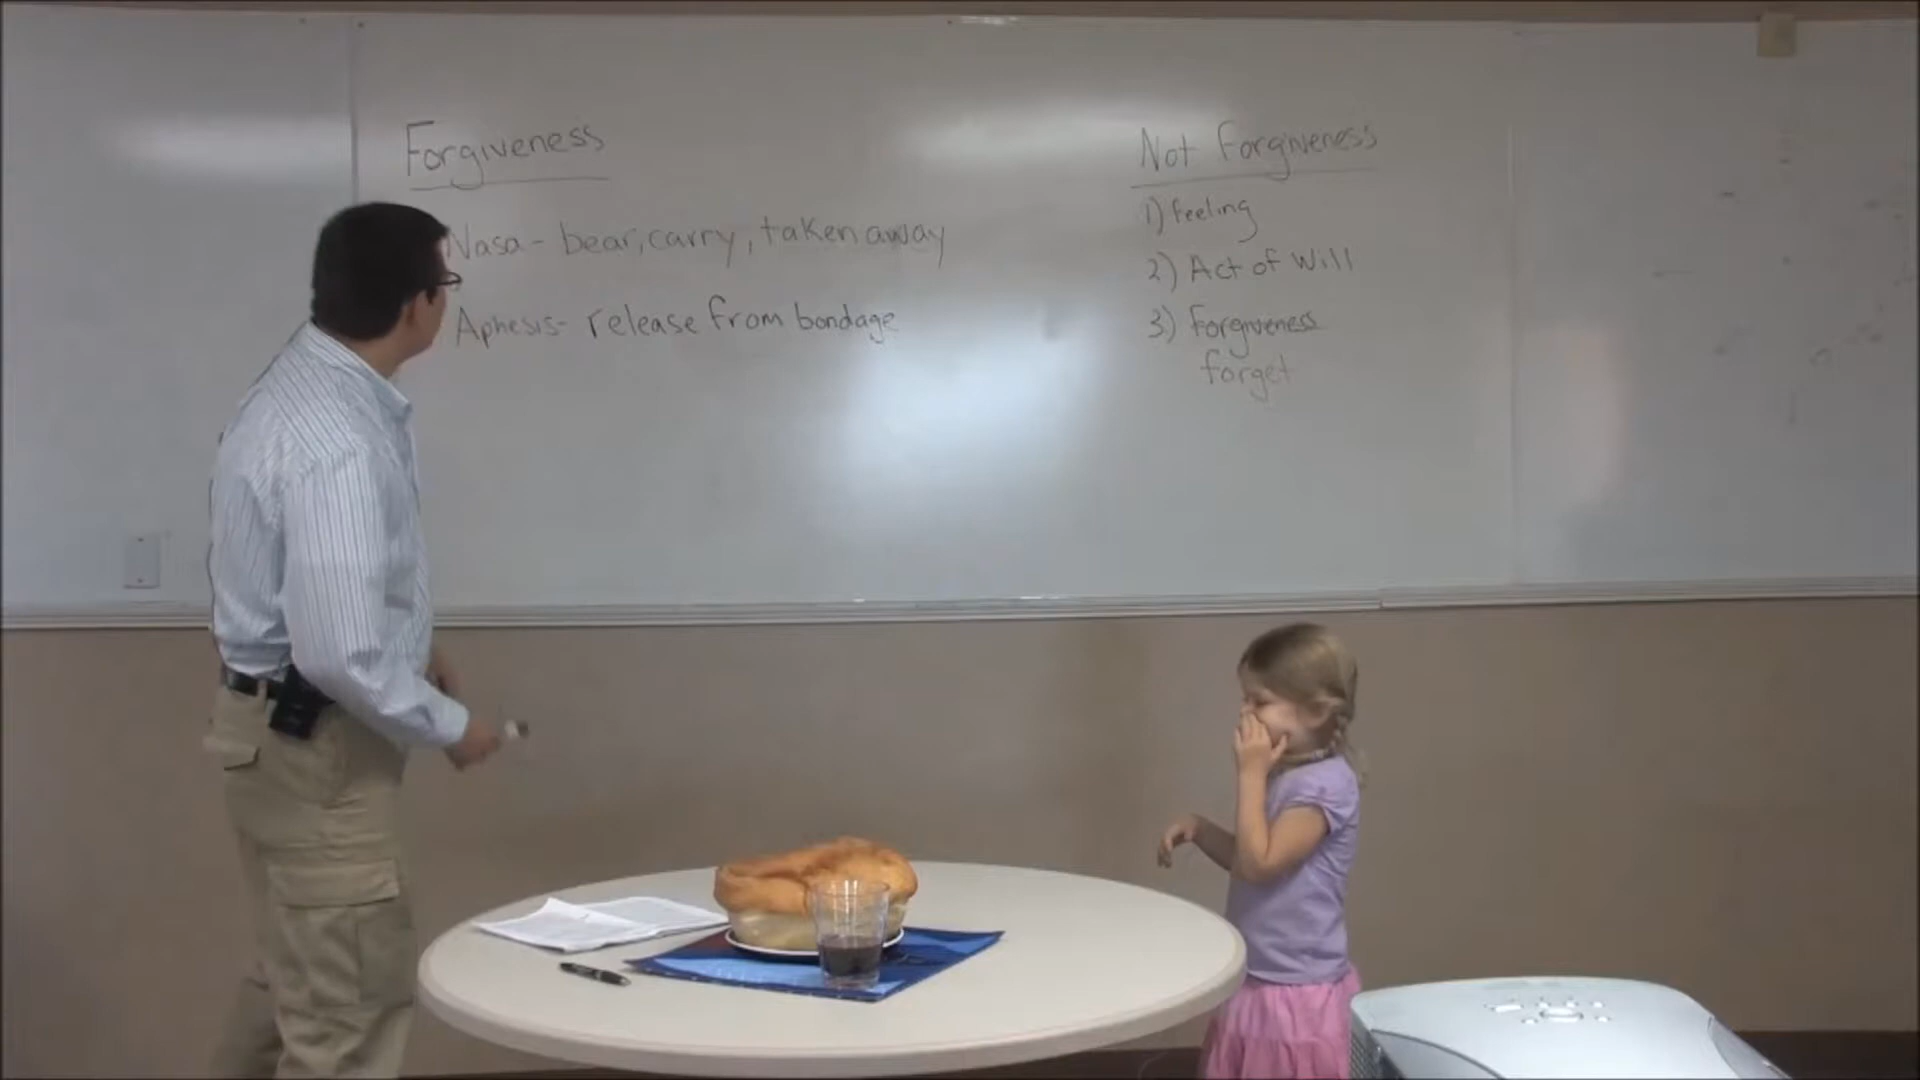 Forgiveness
Nasa - bear, carry, taken away
Aphesis- release from bondage
Not Forgiveness
1) feeling
2) Act of Will
3) Forgiveness
forget